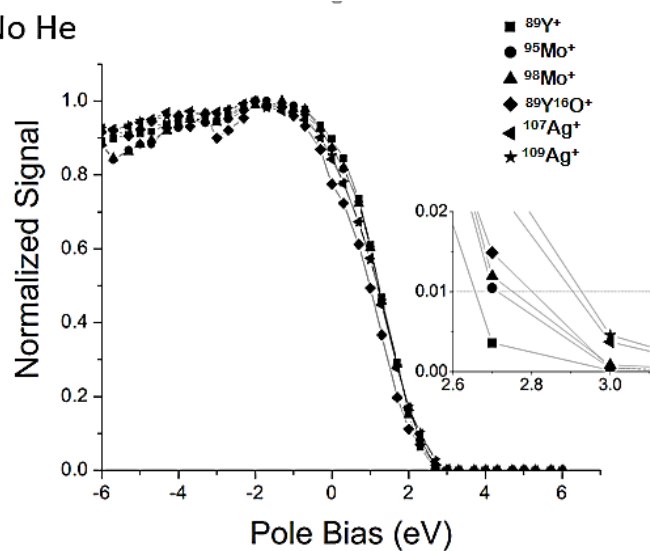 No He
⁸⁹Y⁺
⁹⁵Mo⁺
⁹⁸Mo⁺
⁸⁹Y¹⁶O⁺
¹⁰⁷Ag⁺
¹⁰⁹Ag⁺
Normalized Signal
1.0
0.8
0.6
0.4
0.2
0.0
0.02
0.01
0.00
2.6 2.8 3.0
-6 -4 -2 0 2 4 6
Pole Bias (eV)